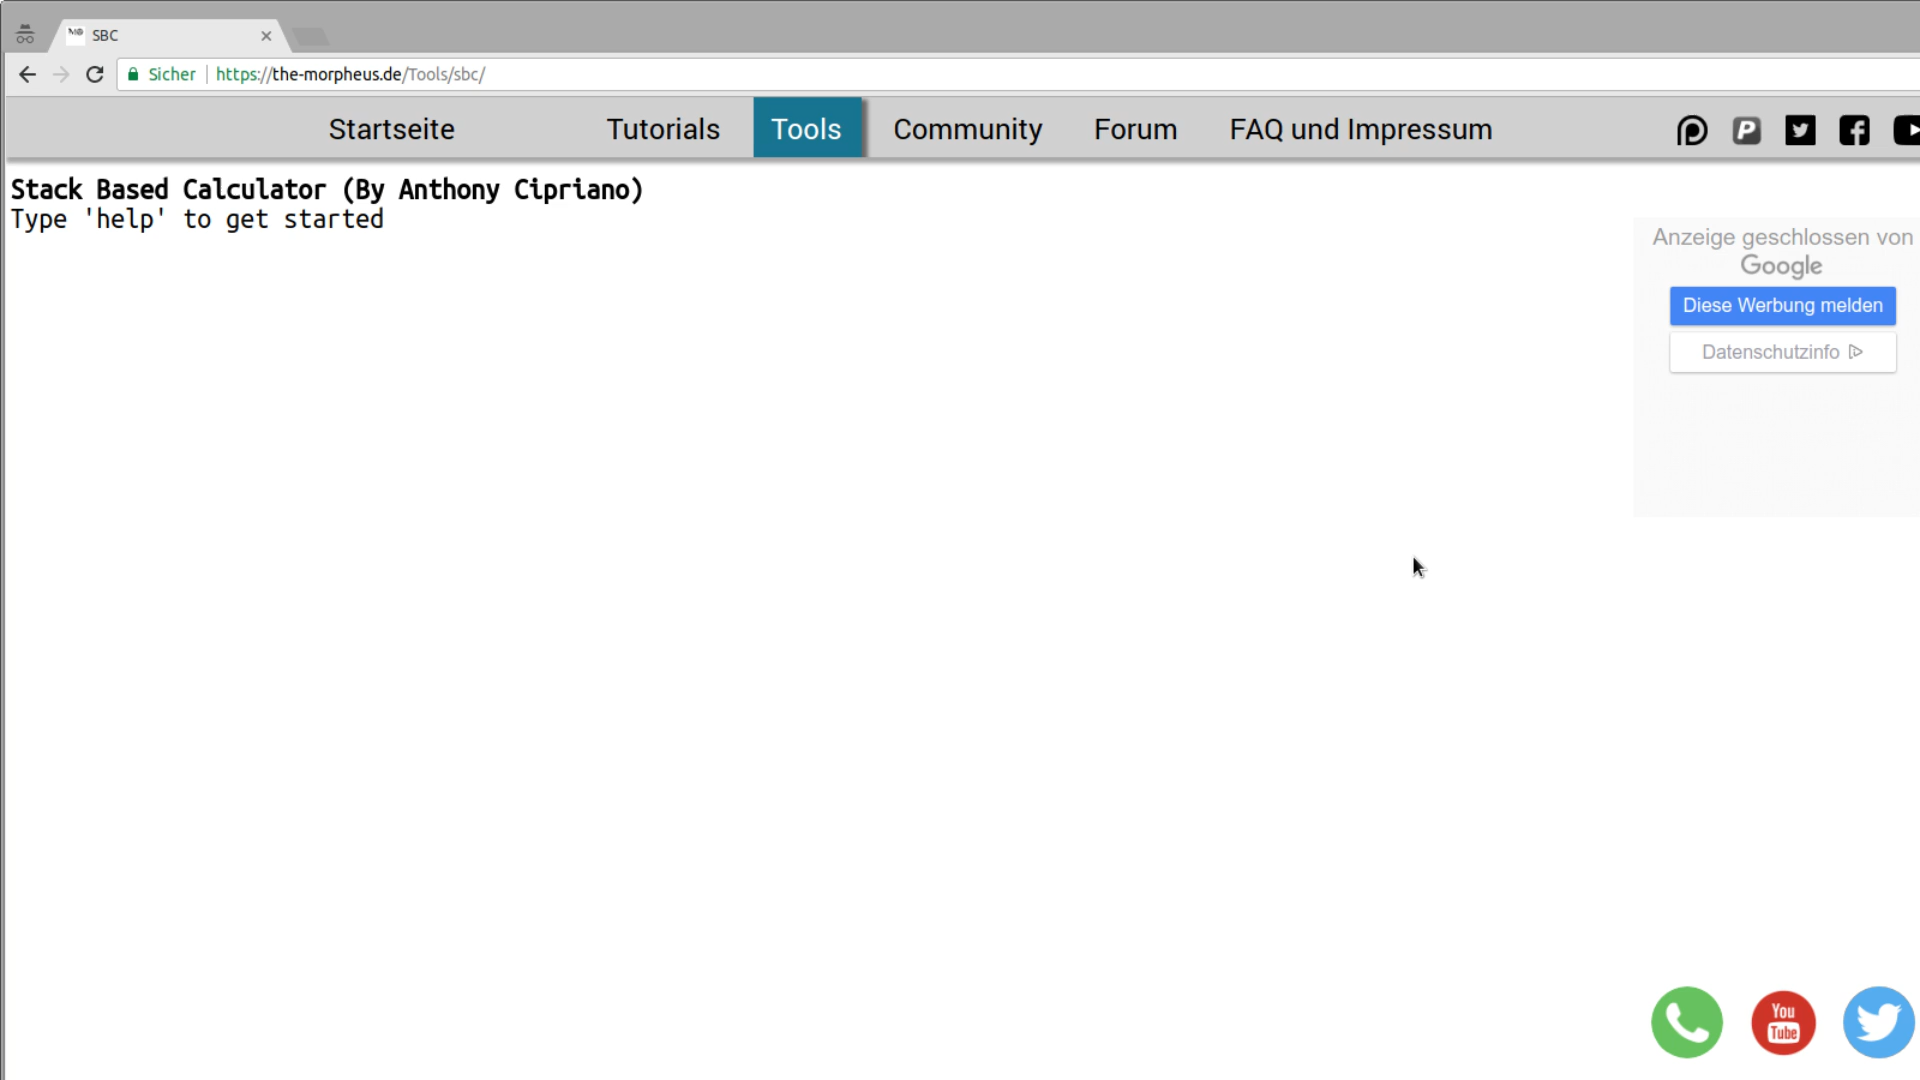 SBC
Sicher https://the-morpheus.de/Tools/sbc/
Startseite Tutorials Tools Community Forum FAQ und Impressum
Stack Based Calculator (By Anthony Cipriano)
Type 'help' to get started
Anzeige geschlossen von
Google
Diese Werbung melden
Datenschutzinfo
You
Tube